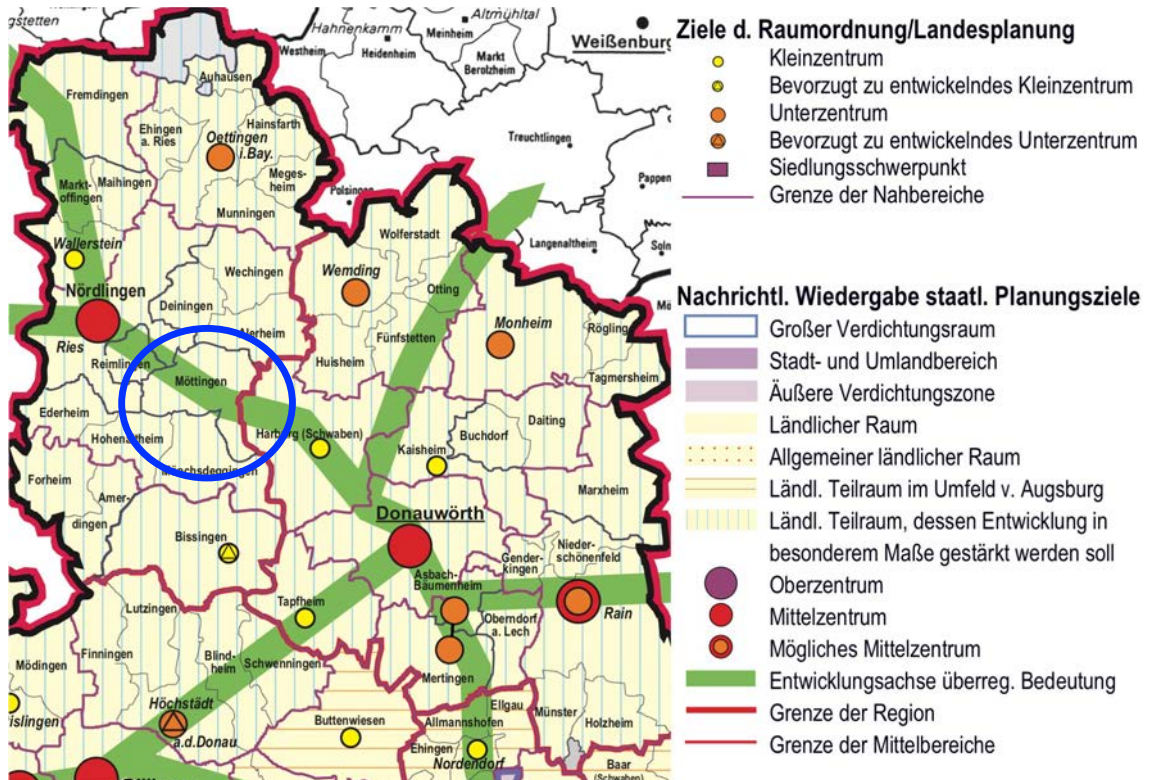 gstetten
Hahnenkamm
Altmühltal
Westheim
Heidenheim
Meinheim
Markt
Berolzheim
Weißenburg
Auhausen
Fremdingen
Ehingen
a. Ries
Hainsfarth
Oettingen
i.Bay.
Treuchtlingen
Markt-
offingen
Maihingen
Meges-
heim
Polsingen
Pappen
Munningen
Wolferstadt
Langenaltheim
Soln
Wallerstein
Wechingen
Wemding
Otting
Nördlingen
Deiningen
Alerheim
Fünfstetten
Monheim
Rögling
Ries
Reimlingen
Huisheim
Möttingen
Tagmersheim
Ederheim
Hohenaltheim
Harburg (Schwaben)
Buchdorf
Daiting
Kaisheim
Mönchsdeggingen
Forheim
Amer-
dingen
Marxheim
Bissingen
Donauwörth
Gender-
kingen
Nieder-
schönenfeld
Asbach-
Bäumenheim
Lutzingen
Tapfheim
Oberndorf
a. Lech
Rain
Finningen
Blind-
heim
Schwenningen
Mödingen
Mertingen
Höchstädt
a.d.Donau
islingen
Buttenwiesen
Allmannshofen
Ellgau
Münster
Holzheim
Ehingen
Nordendorf
Baar
(Schwaben)
Ziele d. Raumordnung/Landesplanung
Kleinzentrum
Bevorzugt zu entwickelndes Kleinzentrum
Unterzentrum
Bevorzugt zu entwickelndes Unterzentrum
Siedlungsschwerpunkt
Grenze der Nahbereiche
Nachrichtl. Wiedergabe staatl. Planungsziele
Großer Verdichtungsraum
Stadt- und Umlandbereich
Äußere Verdichtungszone
Ländlicher Raum
Allgemeiner ländlicher Raum
Ländl. Teilraum im Umfeld v. Augsburg
Ländl. Teilraum, dessen Entwicklung in
besonderem Maße gestärkt werden soll
Oberzentrum
Mittelzentrum
Mögliches Mittelzentrum
Entwicklungsachse überreg. Bedeutung
Grenze der Region
Grenze der Mittelbereiche